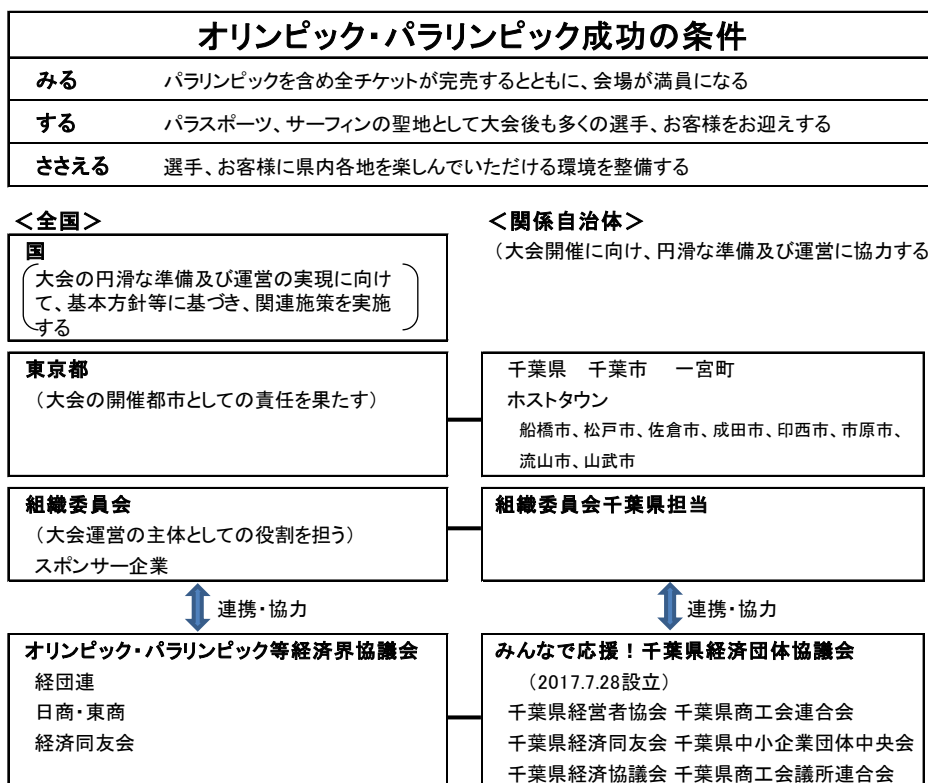 オリンピック・パラリンピック成功の条件
みる　パラリンピックを含め全チケットが完売するとともに、会場が満員になる
する　パラスポーツ、サーフィンの聖地として大会後も多くの選手、お客様をお迎えする
ささえる　選手、お客様に県内各地を楽しんでいただける環境を整備する
＜全国＞
国
大会の円滑な準備及び運営の実現に向け
て、基本方針等に基づき、関連施策を実施
する
東京都
（大会の開催都市としての責任を果たす）
組織委員会
（大会運営の主体としての役割を担う）
スポンサー企業
連携・協力
オリンピック・パラリンピック等経済界協議会
経団連
日商・東商
経済同友会
＜関係自治体＞
（大会開催に向け、円滑な準備及び運営に協力する
千葉県　千葉市　一宮町
ホストタウン
船橋市、松戸市、佐倉市、成田市、印西市、市原市、
流山市、山武市
組織委員会千葉県担当
連携・協力
みんなで応援！千葉県経済団体協議会
（2017.7.28設立）
千葉県経営者協会 千葉県商工会連合会
千葉県経済同友会 千葉県中小企業団体中央会
千葉県経済協議会 千葉県商工会議所連合会